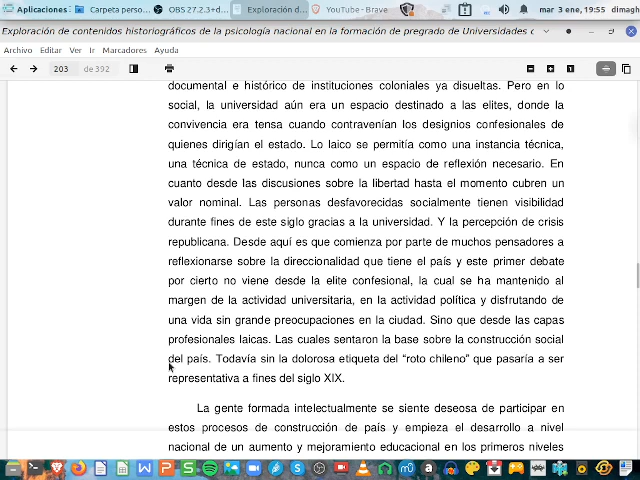 Aplicaciones Carpeta perso... OBS 27.2.3+d... Exploración d... YouTube - Brave mar 3 ene, 19:55 dimagh
Exploración de contenidos historiográficos de la psicología nacional en la formación de pregrado de Universidades c
Archivo Editar Ver Ir Marcadores Ayuda
203 de 392
documental e histórico de instituciones coloniales ya disueltas. Pero en lo
social, la universidad aún era un espacio destinado a las elites, donde la
convivencia era tensa cuando contravenían los designios confesionales de
quienes dirigían el estado. Lo laico se permitía como una instancia técnica,
una técnica de estado, nunca como un espacio de reflexión necesario. En
cuanto desde las discusiones sobre la libertad hasta el momento cubren un
valor nominal. Las personas desfavorecidas socialmente tienen visibilidad
durante fines de este siglo gracias a la universidad. Y la percepción de crisis
republicana. Desde aquí es que comienza por parte de muchos pensadores a
reflexionarse sobre la direccionalidad que tiene el país y este primer debate
por cierto no viene desde la elite confesional, la cual se ha mantenido al
margen de la actividad universitaria, en la actividad política y disfrutando de
una vida sin grande preocupaciones en la ciudad. Sino que desde las capas
profesionales laicas. Las cuales sentaron la base sobre la construcción social
del país. Todavía sin la dolorosa etiqueta del “roto chileno” que pasaría a ser
representativa a fines del siglo XIX.
La gente formada intelectualmente se siente deseosa de participar en
estos procesos de construcción de país y empieza el desarrollo a nivel
nacional de un aumento y mejoramiento educacional en los primeros niveles